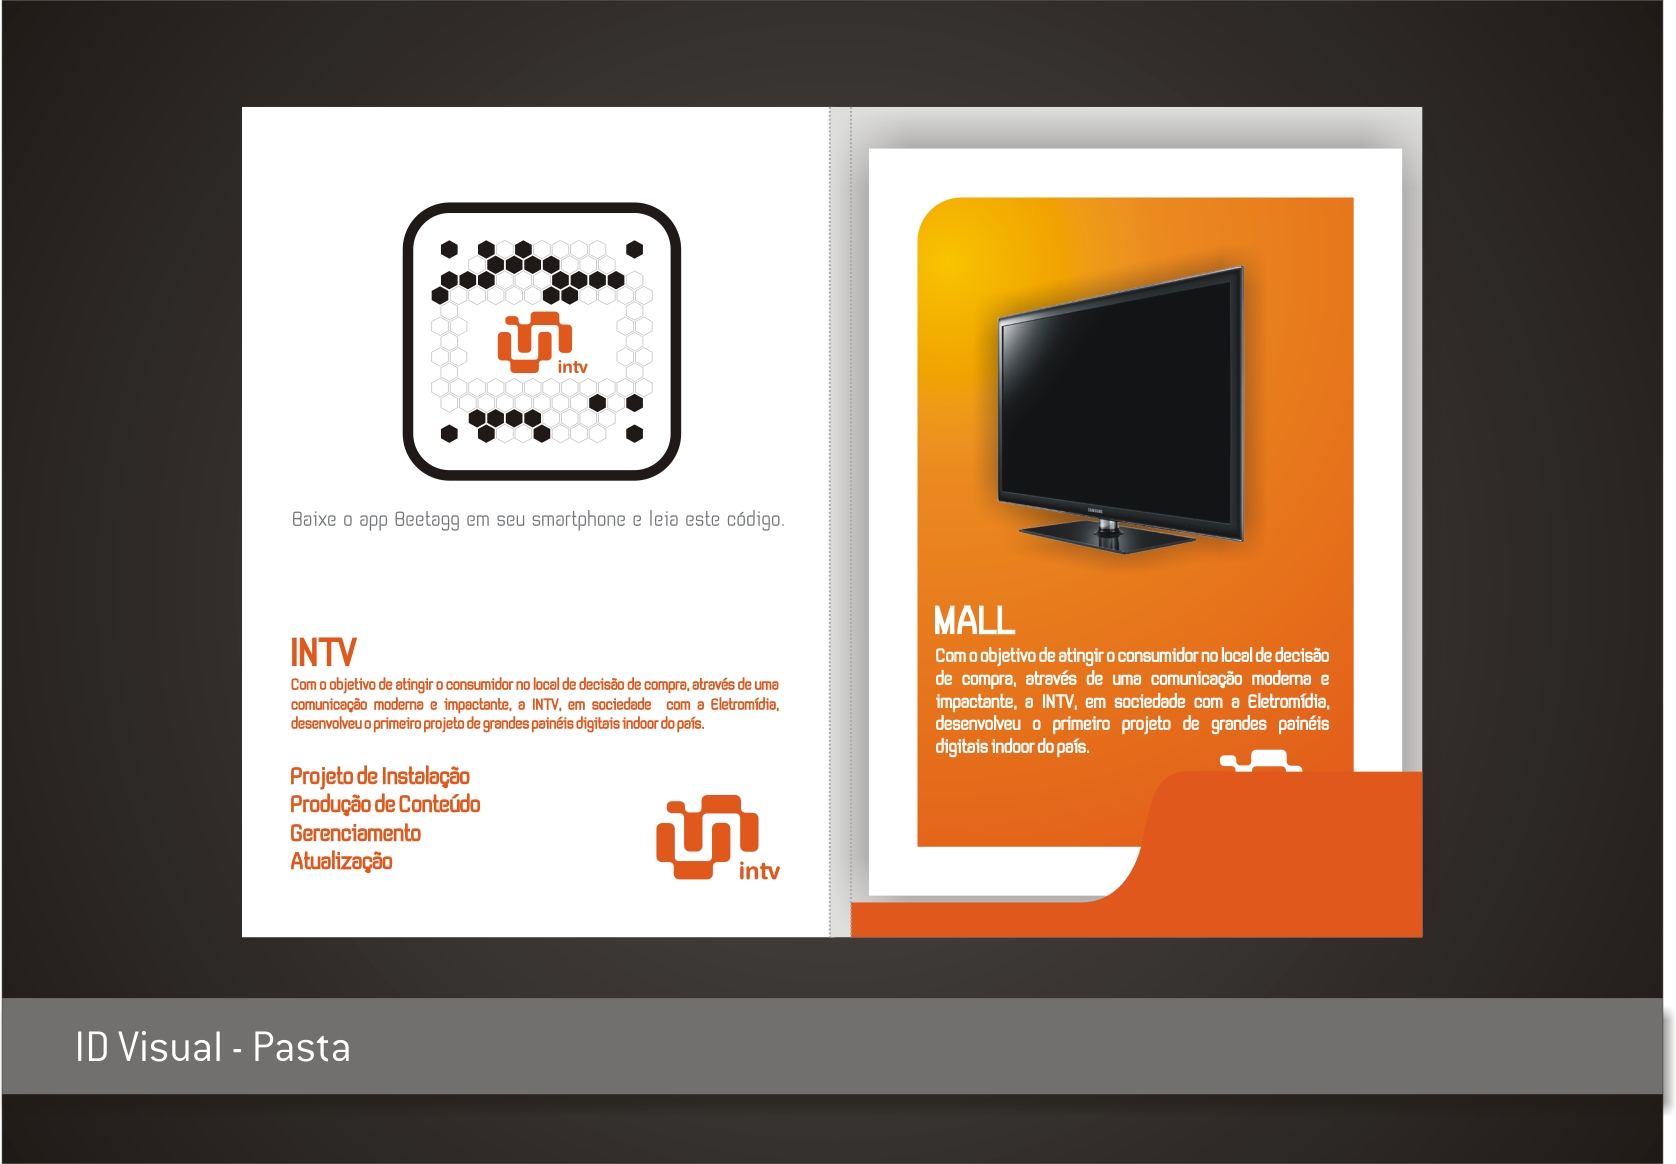 intv
Baixe o app Beetagg em seu smartphone e leia este código.
INTV
Com o objetivo de atingir o consumidor no local de decisão de compra, através de uma
comunicação moderna e impactante, a INTV, em sociedade com a Eletromídia,
desenvolveu o primeiro projeto de grandes painéis digitais indoor do país.
Projeto de Instalação
Produção de Conteúdo
Gerenciamento
Atualização
intv
SAMSUNG
MALL
Com o objetivo de atingir o consumidor no local de decisão
de compra, através de uma comunicação moderna e
impactante, a INTV, em sociedade com a Eletromídia,
desenvolveu o primeiro projeto de grandes painéis
digitais indoor do país.
ID Visual - Pasta